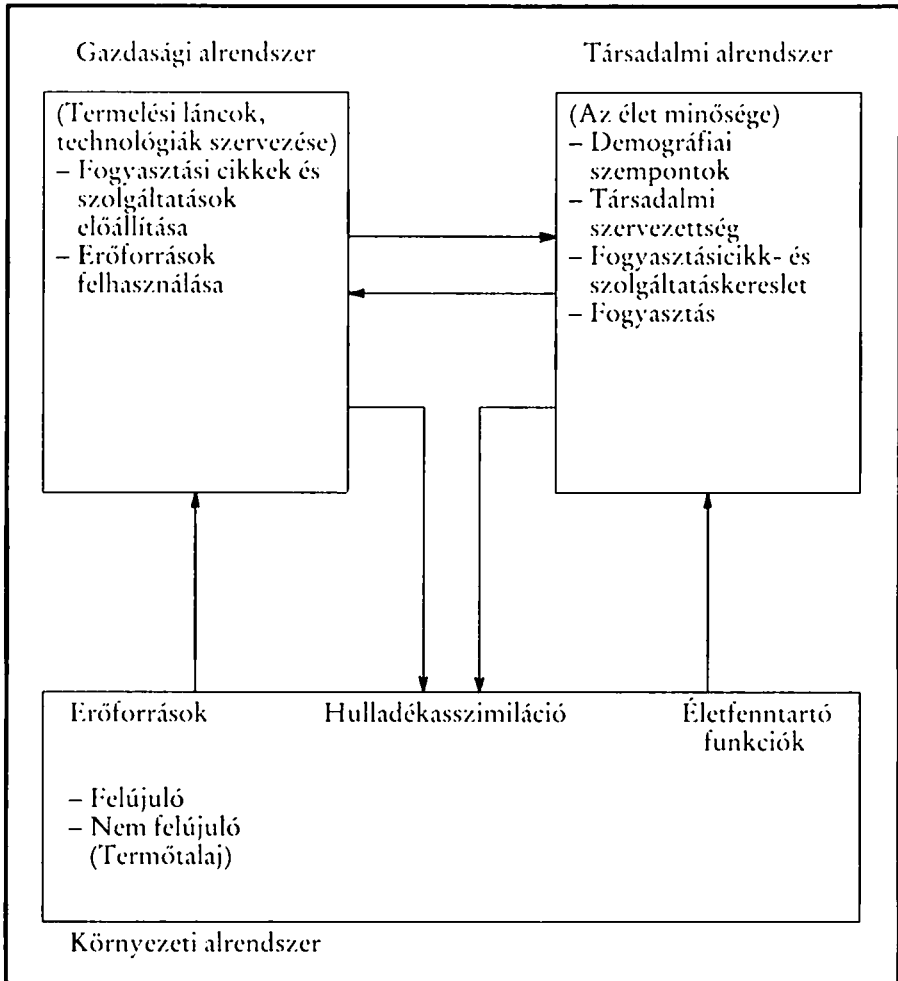 Gazdasági alrendszer
(Termelési láncok,
technológiák szervezése)
– Fogyasztási cikkek és
szolgáltatások
előállítása
– Erőforrások
felhasználása
Társadalmi alrendszer
(Az élet minősége)
– Demográfiai
szempontok
– Társadalmi
szervezettség
– Fogyasztásicikk- és
szolgáltatáskereslet
– Fogyasztás
Erőforrások
– Felújuló
– Nem felújuló
(Termőtalaj)
Hulladékasszimiláció
Életfenntartó
funkciók
Környezeti alrendszer